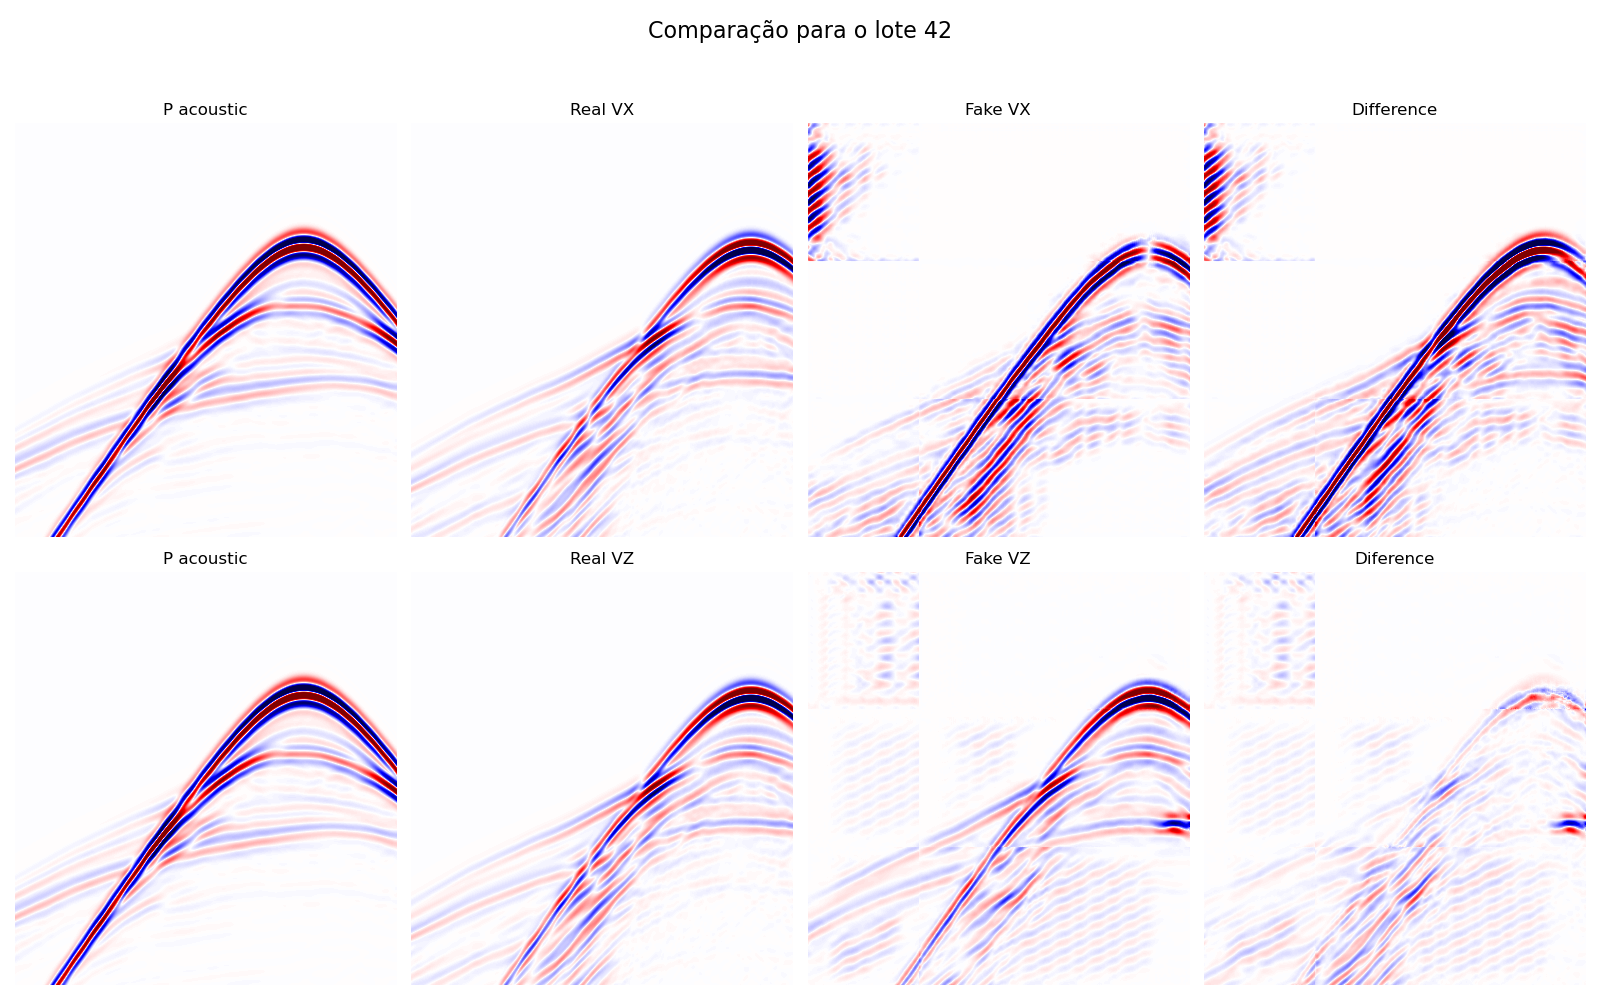 Comparação para o lote 42
P acoustic
Real VX
Fake VX
Difference
P acoustic
Real VZ
Fake VZ
Diference